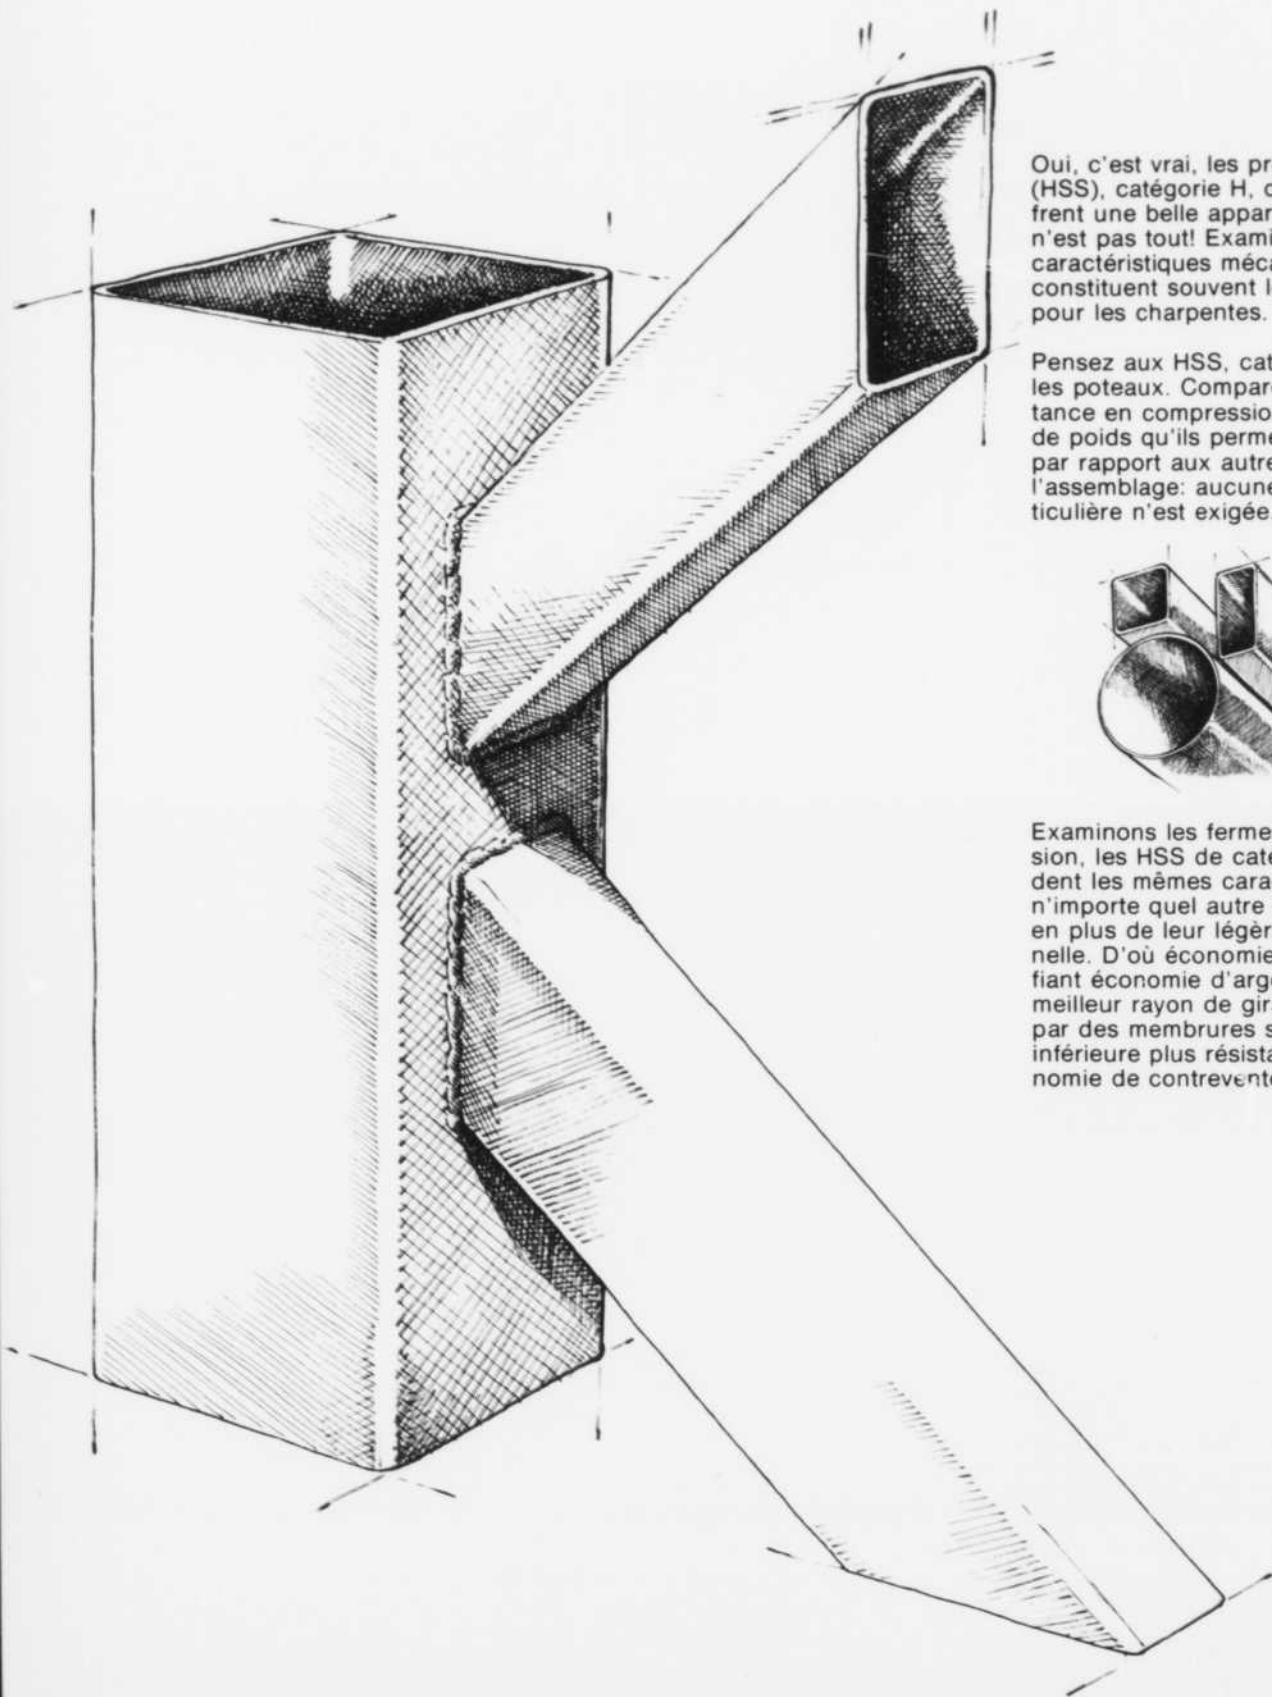 Oui, c'est vrai, les pr
(HSS), catégorie H, c
frent une belle appar
n'est pas tout! Exami
caractéristiques méca
constituent souvent l
pour les charpentes.
Pensez aux HSS, cat
les poteaux. Compar
tance en compressio
de poids qu'ils perme
par rapport aux autre
l'assemblage: aucune
ticulière n'est exigée
Examinons les ferme
sion, les HSS de caté
dent les mêmes cara
n'importe quel autre
en plus de leur légèr
nelle. D'où économie
fiant économie d'arge
meilleur rayon de gir
par des membrures s
inférieure plus résista
nomie de contrevente